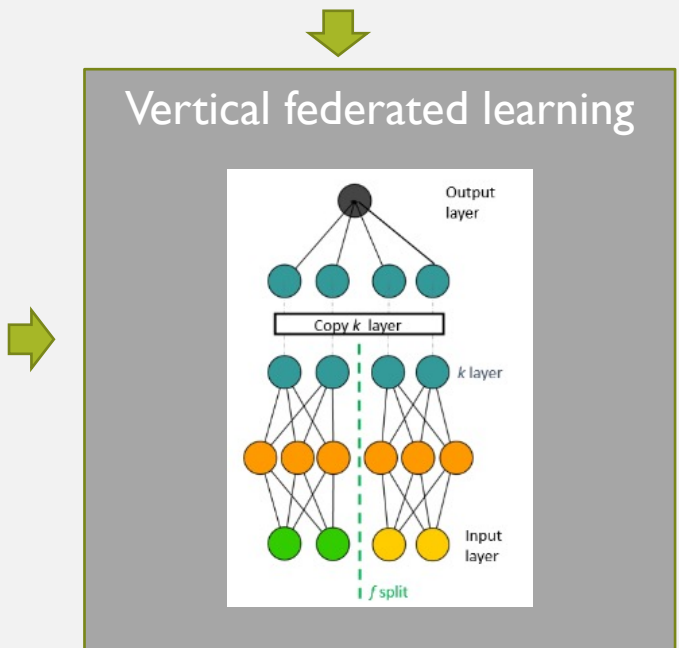 Vertical federated learning
Output
layer
Copy k layer
k layer
Input
layer
f split